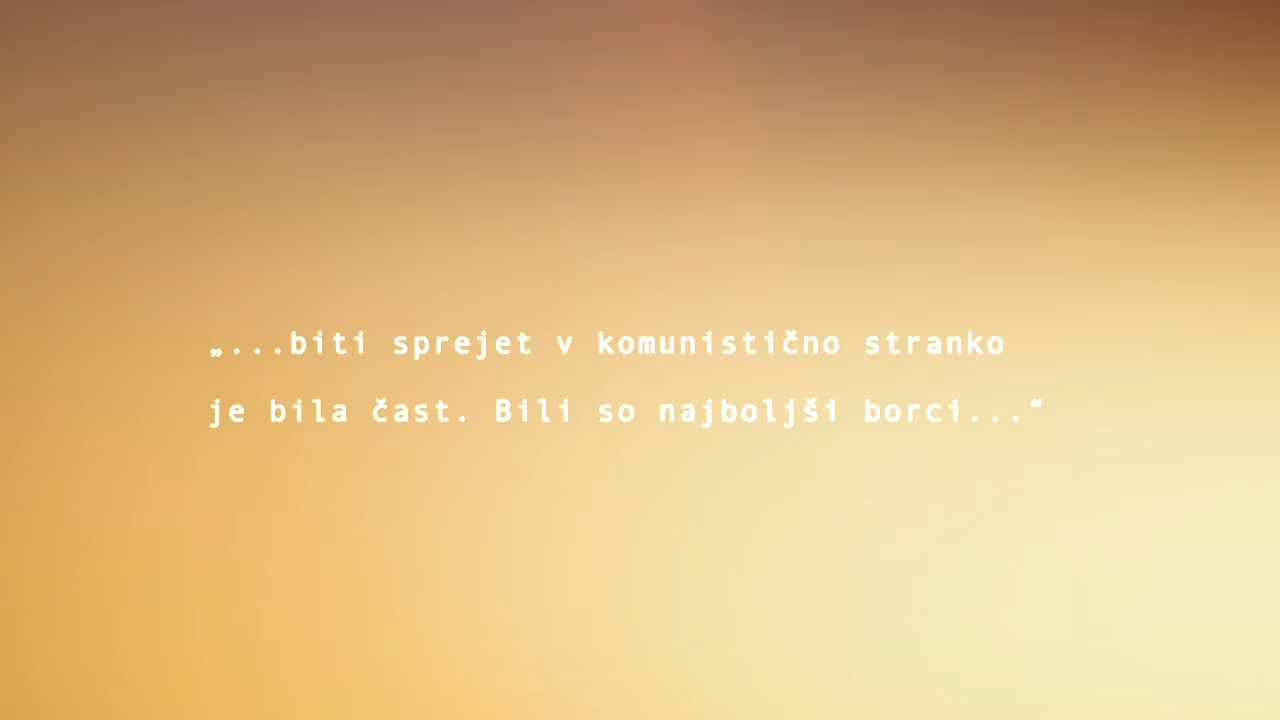 „...biti sprejet v komunistično stranko
je bila čast. Bili so najboljši borci...“